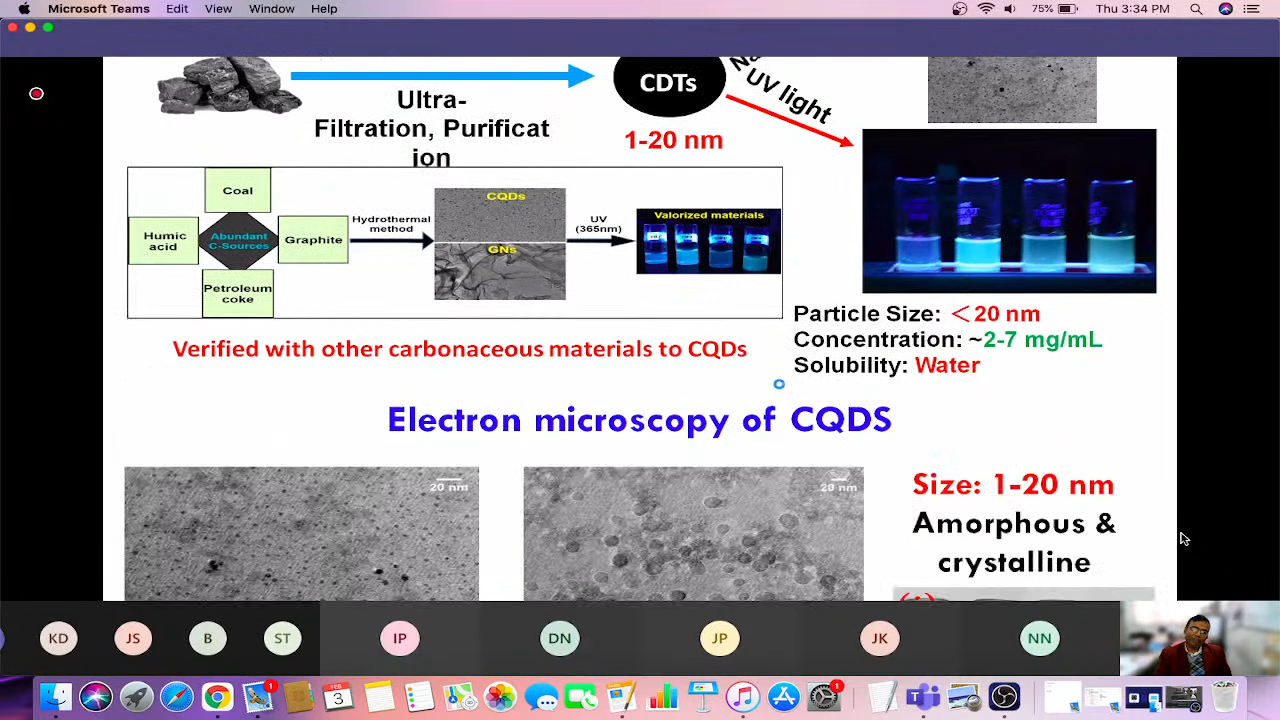 Microsoft Teams Edit View Window Help
75% Thu 3:34 PM
CDTs
UV light
Ultra-
Filtration, Purificat
ion
1-20 nm
Coal
Humic
acid
Abundant
C-Sources
Graphite
Petroleum
coke
Hydrothermal
method
CQDs
GNs
UV
(365nm)
Valorized materials
Particle Size: <20 nm
Concentration: ~2-7 mg/mL
Solubility: Water
Verified with other carbonaceous materials to CQDs
Electron microscopy of CQDS
20 nm
20 nm
Size: 1-20 nm
Amorphous &
crystalline
(i)
KD JS B ST IP DN JP JK NN
1
FEB
3
1